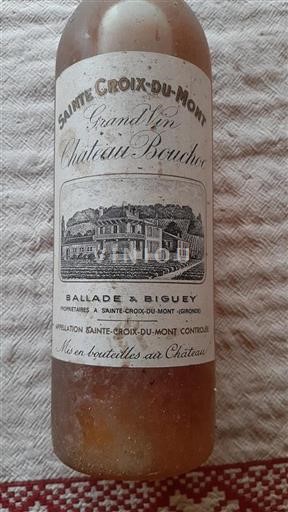 SAINTE CROIX-DU-MONT
Grand Vin
Château Bouchoc
VINIOU
BALLADE & BIGUEY
PROPRIÉTAIRES A SAINTE-CROIX-DU-MONT (GIRONDE)
APPELLATION SAINTE-CROIX-DU-MONT CONTROLÉE
Mis en bouteilles au Château